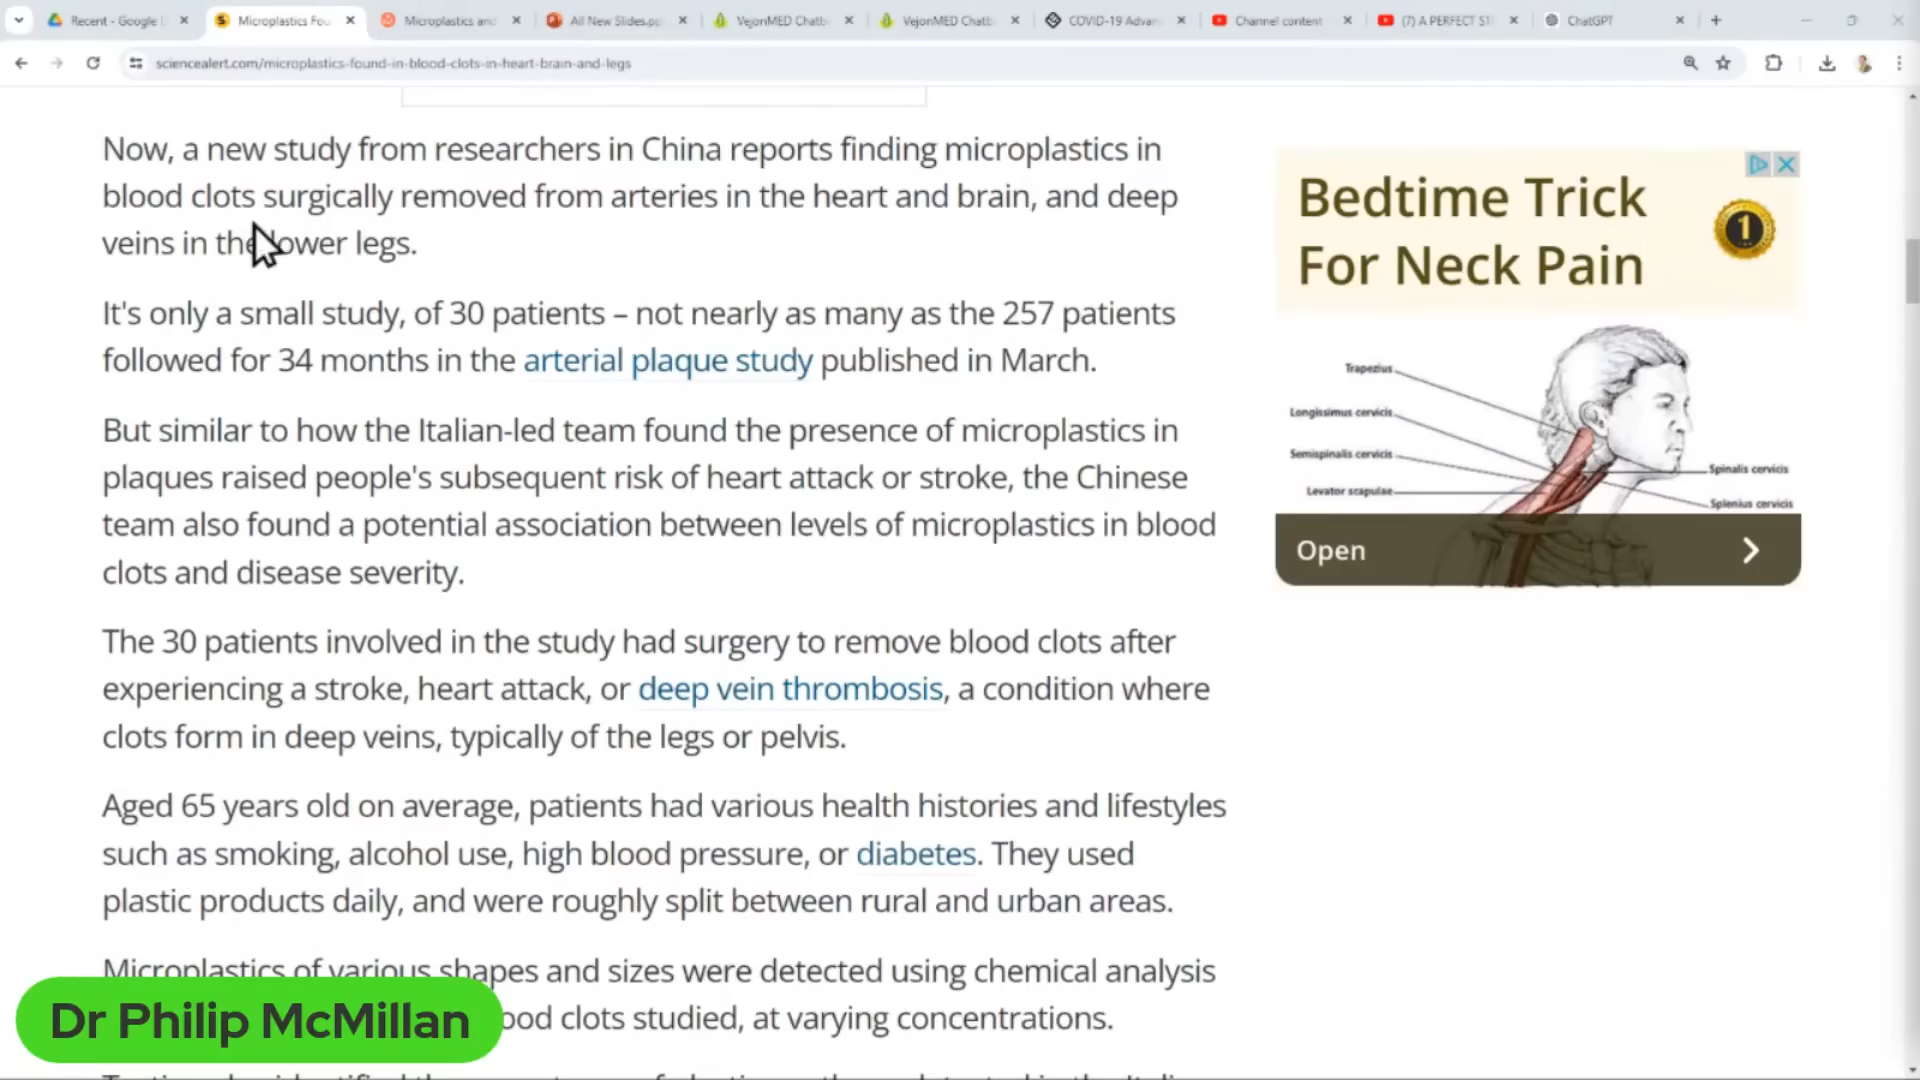 Recent - Google
Microplastics Fou
Microplastics and
All New Slides.pp
VejonMED Chatb
VejonMED Chatb
COVID-19 Advan
Channel content
(7) A PERFECT ST
ChatGPT
sciencealert.com/microplastics-found-in-blood-clots-in-heart-brain-and-legs
Now, a new study from researchers in China reports finding microplastics in
blood clots surgically removed from arteries in the heart and brain, and deep
veins in the lower legs.
It's only a small study, of 30 patients – not nearly as many as the 257 patients
followed for 34 months in the arterial plaque study published in March.
But similar to how the Italian-led team found the presence of microplastics in
plaques raised people's subsequent risk of heart attack or stroke, the Chinese
team also found a potential association between levels of microplastics in blood
clots and disease severity.
The 30 patients involved in the study had surgery to remove blood clots after
experiencing a stroke, heart attack, or deep vein thrombosis, a condition where
clots form in deep veins, typically of the legs or pelvis.
Aged 65 years old on average, patients had various health histories and lifestyles
such as smoking, alcohol use, high blood pressure, or diabetes. They used
plastic products daily, and were roughly split between rural and urban areas.
Microplastics of various shapes and sizes were detected using chemical analysis
ood clots studied, at varying concentrations.
Bedtime Trick
For Neck Pain
1
Trapezius
Longissimus cervicis
Semispinalis cervicis
Levator scapulae
Spinalis cervicis
Splenius cervicis
Open
Dr Philip McMillan